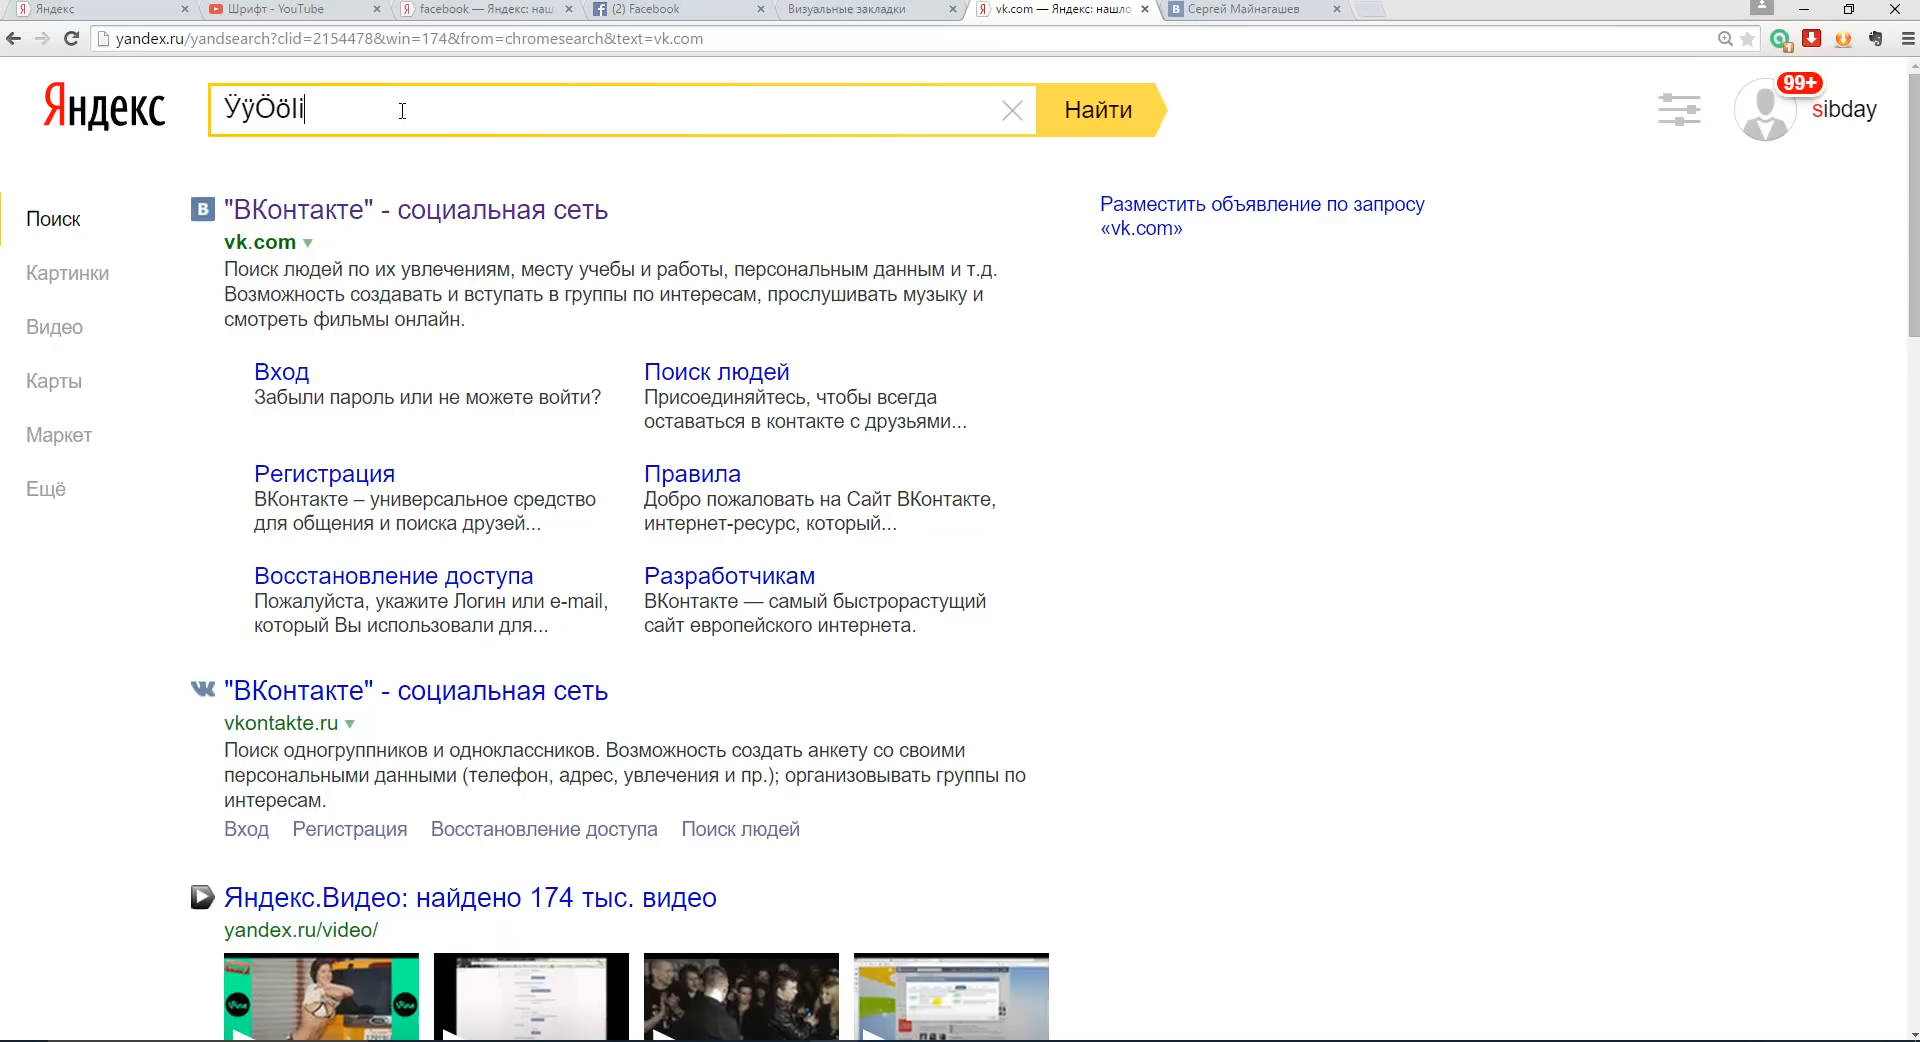 Яндекс
Шрифт - YouTube
facebook — Яндекс: наш
(2) Facebook
Визуальные закладки
vk.com — Яндекс: нашло
Сергей Майнагашев
yandex.ru/yandsearch?clid=2154478&win=174&from=chromesearch&text=vk.com
Яндекс
ӰӱӦӧIi
Найти
99+
sibday
Поиск
Картинки
Видео
Карты
Маркет
Ещё
"ВКонтакте" - социальная сеть
vk.com
Поиск людей по их увлечениям, месту учебы и работы, персональным данным и т.д.
Возможность создавать и вступать в группы по интересам, прослушивать музыку и
смотреть фильмы онлайн.
Вход
Забыли пароль или не можете войти?
Поиск людей
Присоединяйтесь, чтобы всегда
оставаться в контакте с друзьями...
Регистрация
ВКонтакте – универсальное средство
для общения и поиска друзей...
Правила
Добро пожаловать на Сайт ВКонтакте,
интернет-ресурс, который...
Восстановление доступа
Пожалуйста, укажите Логин или e-mail,
который Вы использовали для...
Разработчикам
ВКонтакте — самый быстрорастущий
сайт европейского интернета.
"ВКонтакте" - социальная сеть
vkontakte.ru
Поиск одногруппников и одноклассников. Возможность создать анкету со своими
персональными данными (телефон, адрес, увлечения и пр.); организовывать группы по
интересам.
Вход Регистрация Восстановление доступа Поиск людей
Яндекс.Видео: найдено 174 тыс. видео
yandex.ru/video/
Разместить объявление по запросу
«vk.com»